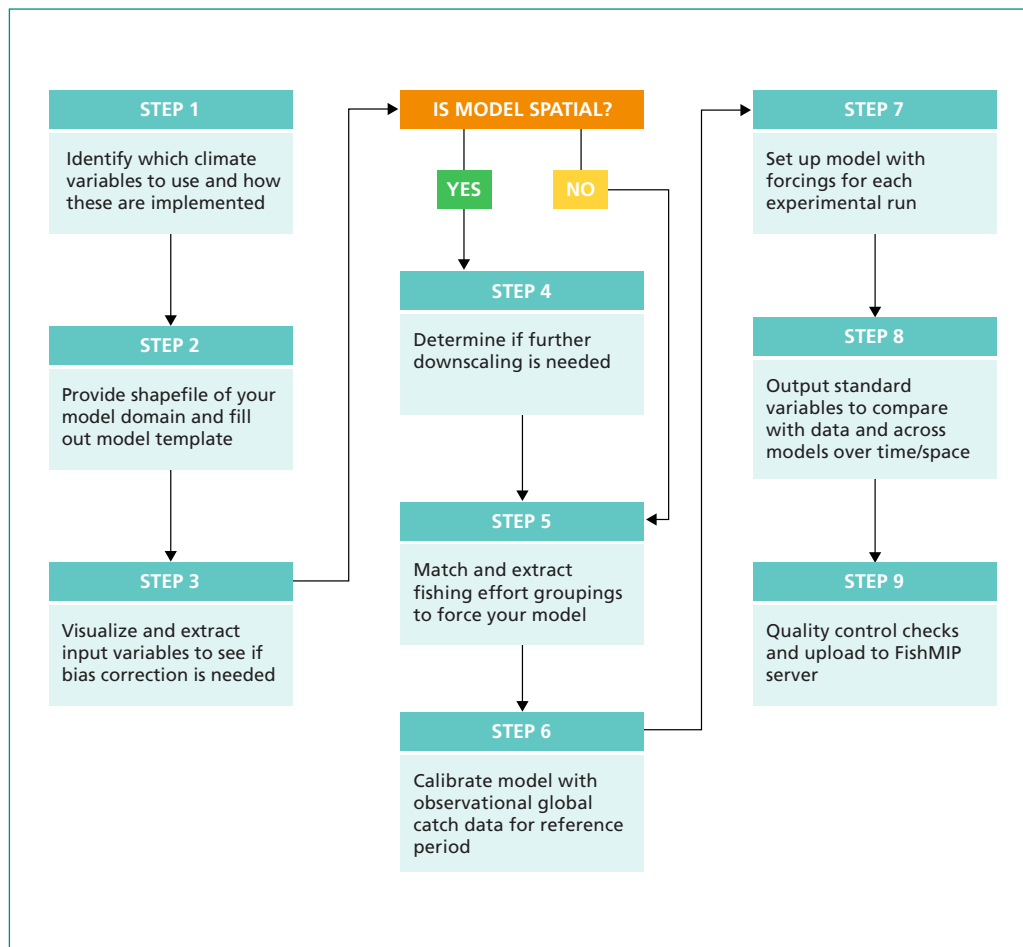 STEP 1
Identify which climate
variables to use and how
these are implemented
STEP 2
Provide shapefile of your
model domain and fill
out model template
STEP 3
Visualize and extract
input variables to see if
bias correction is needed
IS MODEL SPATIAL?
YES
NO
STEP 4
Determine if further
downscaling is needed
STEP 5
Match and extract
fishing effort groupings
to force your model
STEP 6
Calibrate model with
observational global
catch data for reference
period
STEP 7
Set up model with
forcings for each
experimental run
STEP 8
Output standard
variables to compare
with data and across
models over time/space
STEP 9
Quality control checks
and upload to FishMIP
server